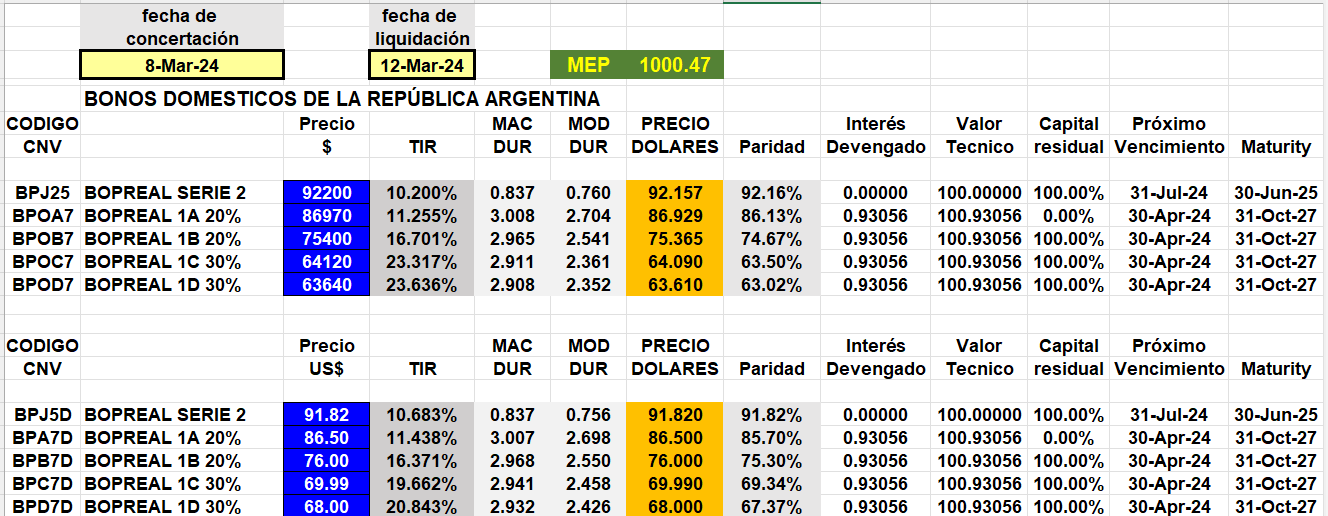 fecha de fecha de
concertación liquidación
8-Mar-24 12-Mar-24 MEP 1000.47
BONOS DOMESTICOS DE LA REPÚBLICA ARGENTINA
CODIGO Precio MAC MOD PRECIO Interés Valor Capital Próximo
CNV $ TIR DUR DUR DOLARES Paridad Devengado Tecnico residual Vencimiento Maturity
BPJ25 BOPREAL SERIE 2 92200 10.200% 0.837 0.760 92.157 92.16% 0.00000 100.00000 100.00% 31-Jul-24 30-Jun-25
BPOA7 BOPREAL 1A 20% 86970 11.255% 3.008 2.704 86.929 86.13% 0.93056 100.93056 0.00% 30-Apr-24 31-Oct-27
BPOB7 BOPREAL 1B 20% 75400 16.701% 2.965 2.541 75.365 74.67% 0.93056 100.93056 100.00% 30-Apr-24 31-Oct-27
BPOC7 BOPREAL 1C 30% 64120 23.317% 2.911 2.361 64.090 63.50% 0.93056 100.93056 100.00% 30-Apr-24 31-Oct-27
BPOD7 BOPREAL 1D 30% 63640 23.636% 2.908 2.352 63.610 63.02% 0.93056 100.93056 100.00% 30-Apr-24 31-Oct-27
CODIGO Precio MAC MOD PRECIO Interés Valor Capital Próximo
CNV US$ TIR DUR DUR DOLARES Paridad Devengado Tecnico residual Vencimiento Maturity
BPJ5D BOPREAL SERIE 2 91.82 10.683% 0.837 0.756 91.820 91.82% 0.00000 100.00000 100.00% 31-Jul-24 30-Jun-25
BPA7D BOPREAL 1A 20% 86.50 11.438% 3.007 2.698 86.500 85.70% 0.93056 100.93056 0.00% 30-Apr-24 31-Oct-27
BPB7D BOPREAL 1B 20% 76.00 16.371% 2.968 2.550 76.000 75.30% 0.93056 100.93056 100.00% 30-Apr-24 31-Oct-27
BPC7D BOPREAL 1C 30% 69.99 19.662% 2.941 2.458 69.990 69.34% 0.93056 100.93056 100.00% 30-Apr-24 31-Oct-27
BPD7D BOPREAL 1D 30% 68.00 20.843% 2.932 2.426 68.000 67.37% 0.93056 100.93056 100.00% 30-Apr-24 31-Oct-27